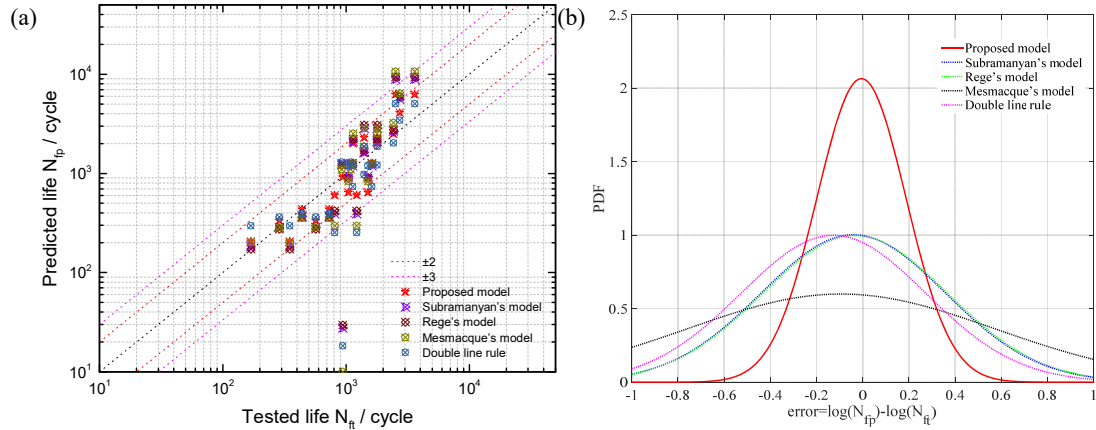 (a)
Predicted life N_fp / cycle
10^4
10^3
10^2
10^1
10^1 10^2 10^3 10^4
Tested life N_ft / cycle
±2
±3
Proposed model
Subramanyan's model
Rege's model
Mesmacque's model
Double line rule
(b)
PDF
2.5
2
1.5
1
0.5
0
-1 -0.8 -0.6 -0.4 -0.2 0 0.2 0.4 0.6 0.8 1
error=log(N_fp)-log(N_ft)
Proposed model
Subramanyan's model
Rege's model
Mesmacque's model
Double line rule